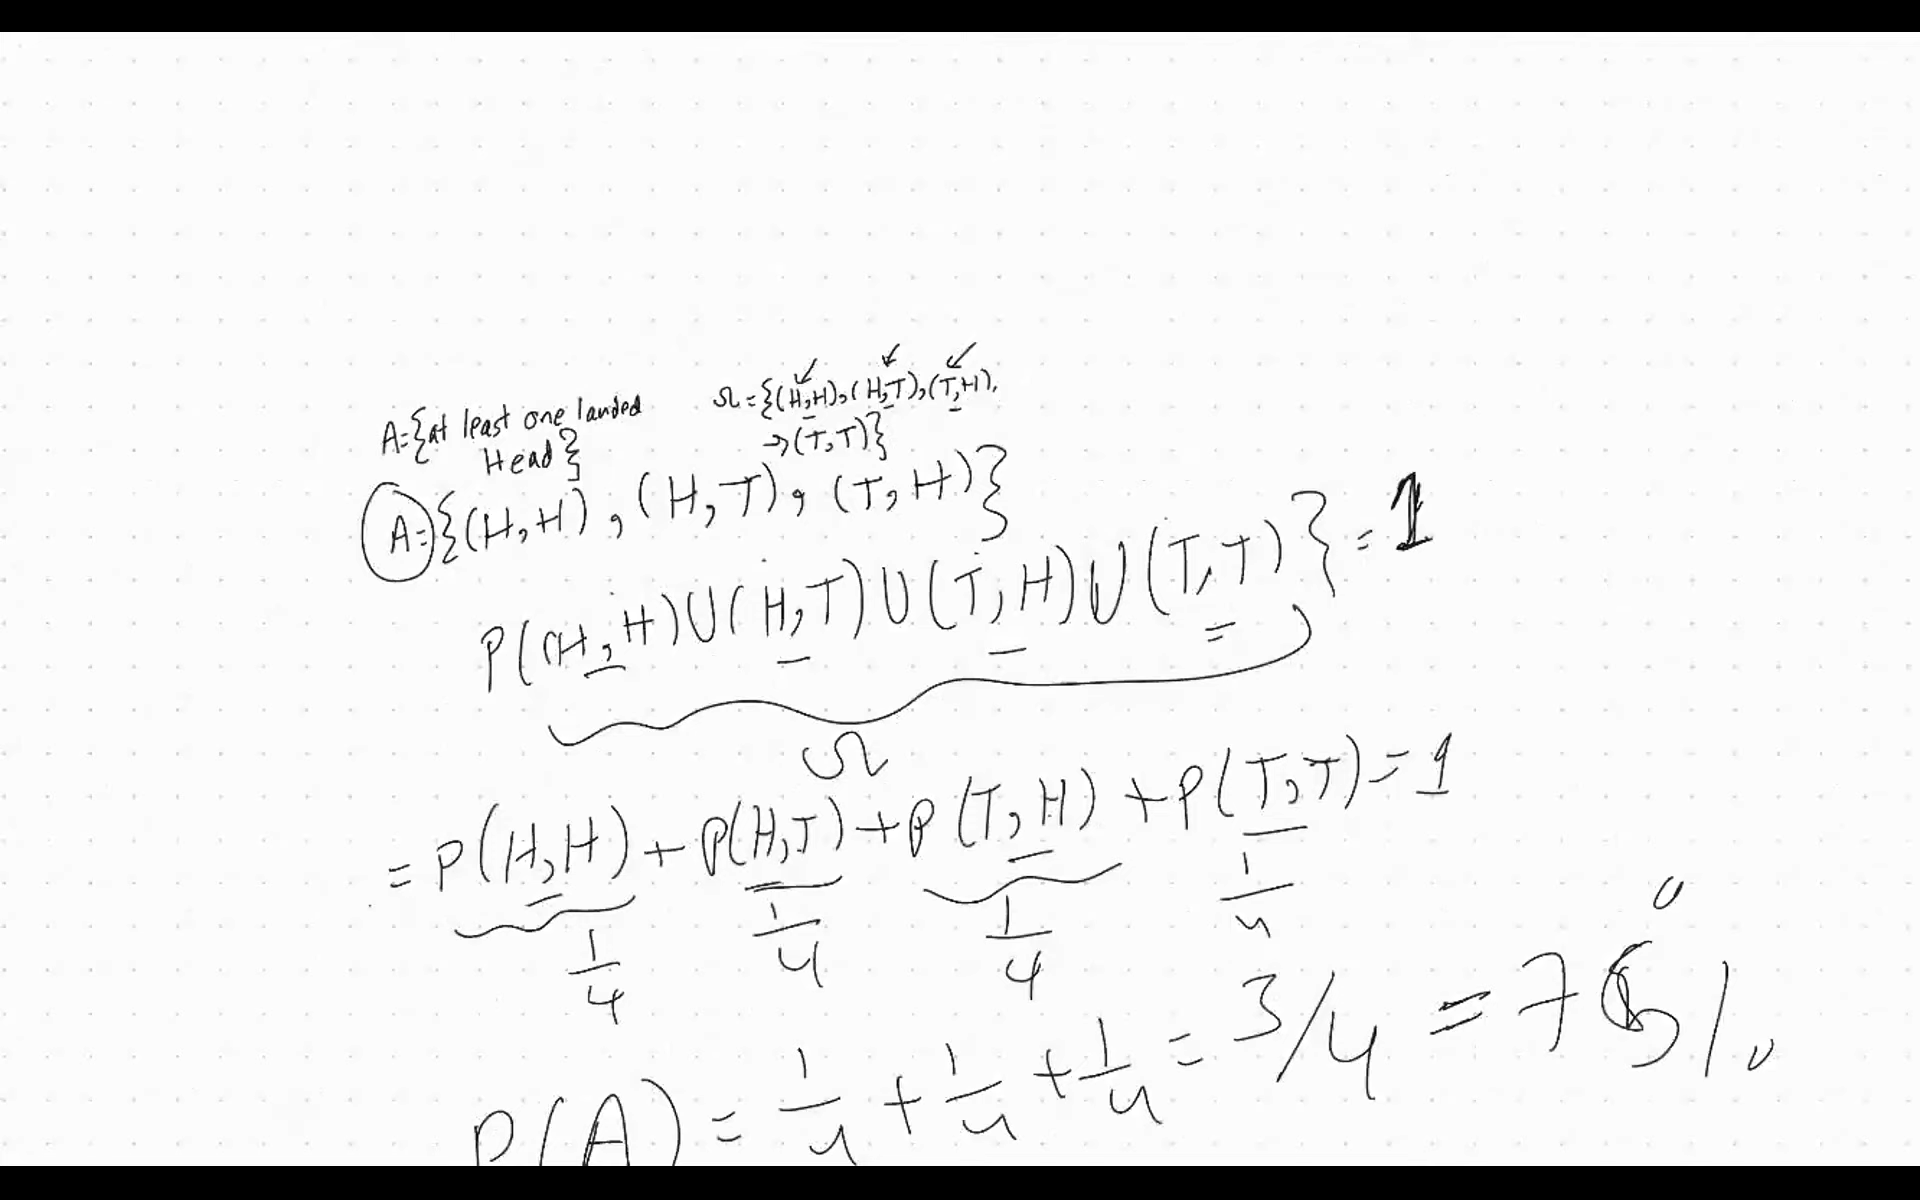 A={at least one landed
Head}
Ω={(H,H),(H,T),(T,H),
→(T,T)}
A={(H,H),(H,T),(T,H)}
P((H,H)U(H,T)U(T,H)U(T,T)}=1
Ω
=P(H,H)+P(H,T)+P(T,H)+P(T,T)=1
1/4 1/4 1/4 1/4
P(A)=1/4+1/4+1/4=3/4=75%